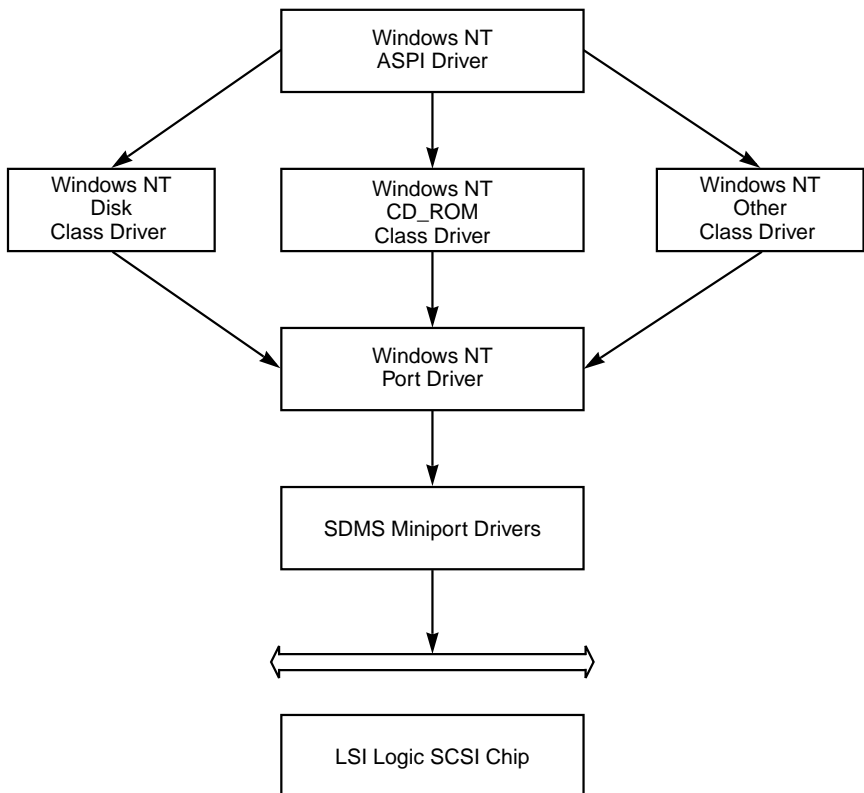 Windows NT
ASPI Driver
Windows NT
Disk
Class Driver
Windows NT
CD_ROM
Class Driver
Windows NT
Other
Class Driver
Windows NT
Port Driver
SDMS Miniport Drivers
LSI Logic SCSI Chip